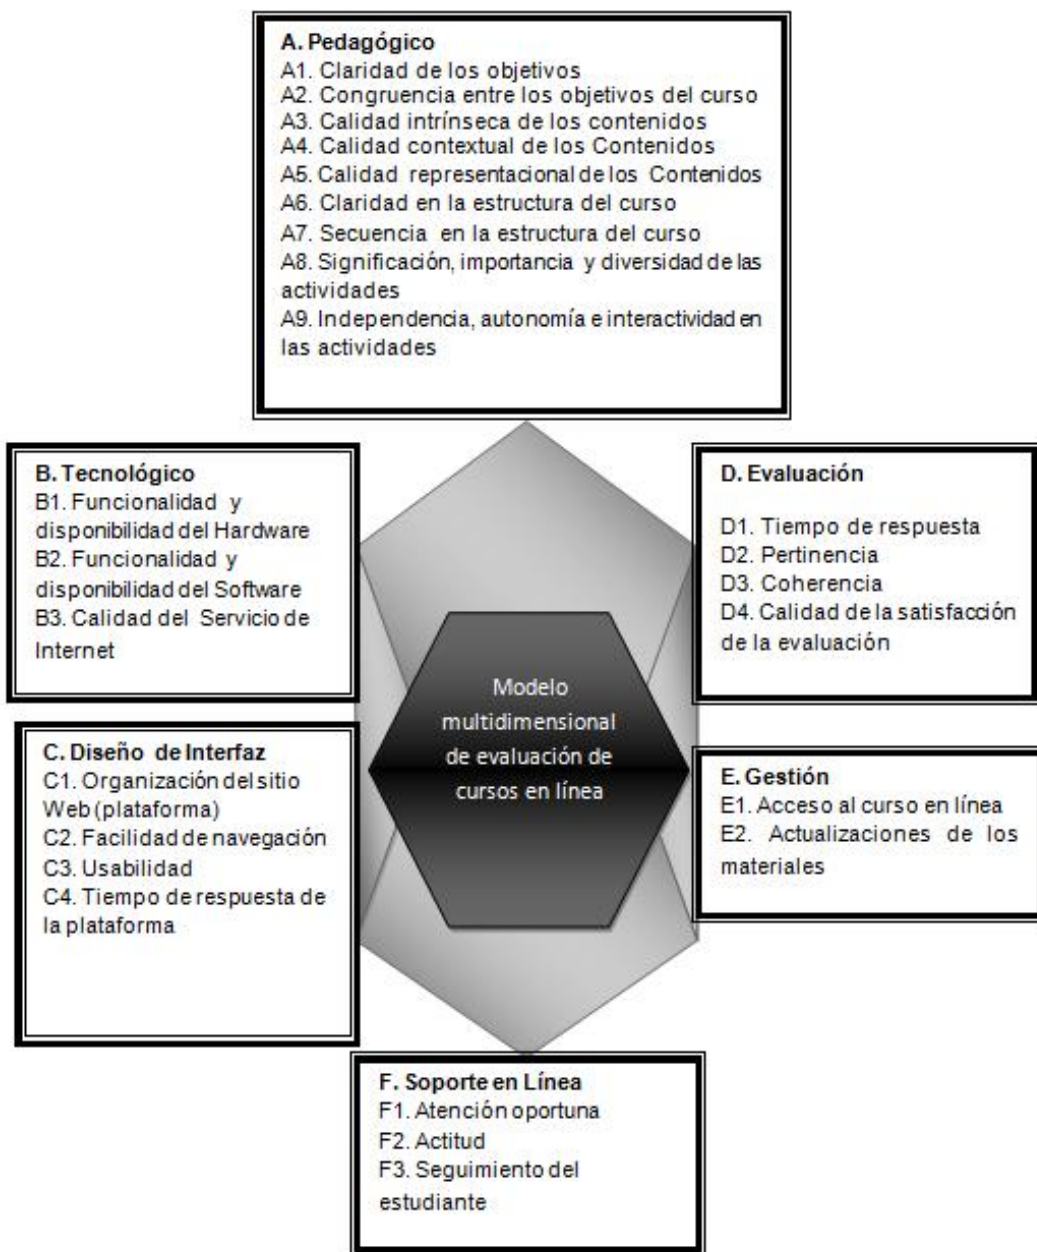 A. Pedagógico
A1. Claridad de los objetivos
A2. Congruencia entre los objetivos del curso
A3. Calidad intrínseca de los contenidos
A4. Calidad contextual de los Contenidos
A5. Calidad representacional de los Contenidos
A6. Claridad en la estructura del curso
A7. Secuencia en la estructura del curso
A8. Significación, importancia y diversidad de las
actividades
A9. Independencia, autonomía e interactividad en
las actividades
B. Tecnológico
B1. Funcionalidad y
disponibilidad del Hardware
B2. Funcionalidad y
disponibilidad del Software
B3. Calidad del Servicio de
Internet
C. Diseño de Interfaz
C1. Organización del sitio
Web (plataforma)
C2. Facilidad de navegación
C3. Usabilidad
C4. Tiempo de respuesta de
la plataforma
Modelo
multidimensional
de evaluación de
cursos en línea
D. Evaluación
D1. Tiempo de respuesta
D2. Pertinencia
D3. Coherencia
D4. Calidad de la satisfacción
de la evaluación
E. Gestión
E1. Acceso al curso en línea
E2. Actualizaciones de los
materiales
F. Soporte en Línea
F1. Atención oportuna
F2. Actitud
F3. Seguimiento del
estudiante